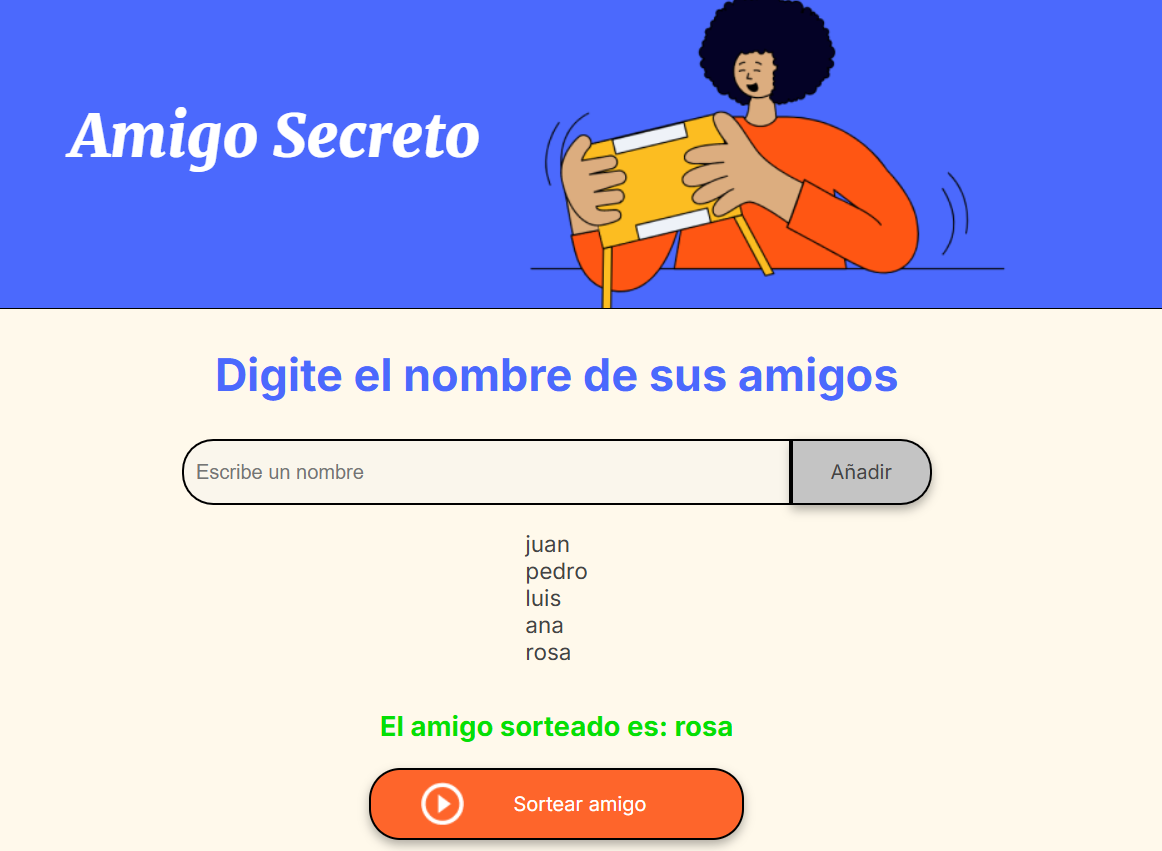 Amigo Secreto
Digite el nombre de sus amigos
Escribe un nombre
Añadir
juan
pedro
luis
ana
rosa
El amigo sorteado es: rosa
Sortear amigo